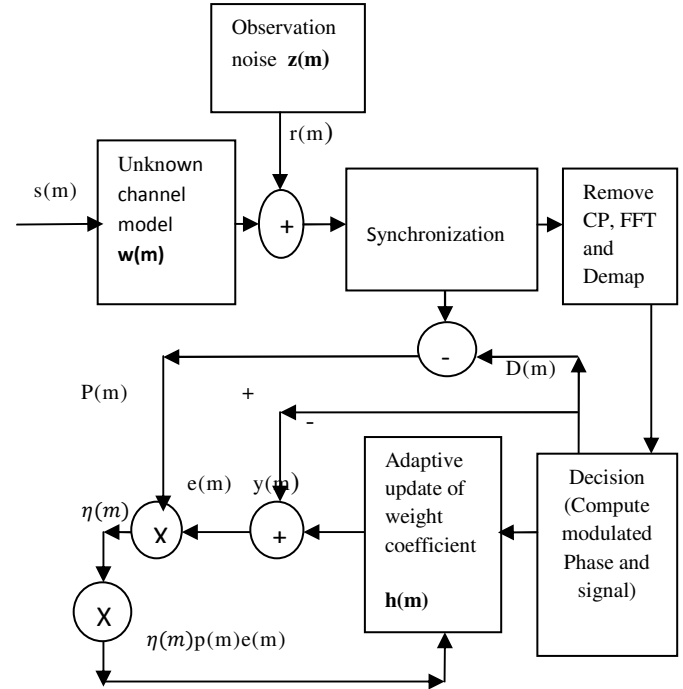 Observation
noise z(m)
r(m)
s(m)
Unknown
channel
model
w(m)
+
Synchronization
Remove
CP, FFT
and
Demap
-
D(m)
P(m)
+
-
e(m)
y(m)
η(m)
X
+
Adaptive
update of
weight
coefficient
h(m)
Decision
(Compute
modulated
Phase and
signal)
X
η(m)p(m)e(m)